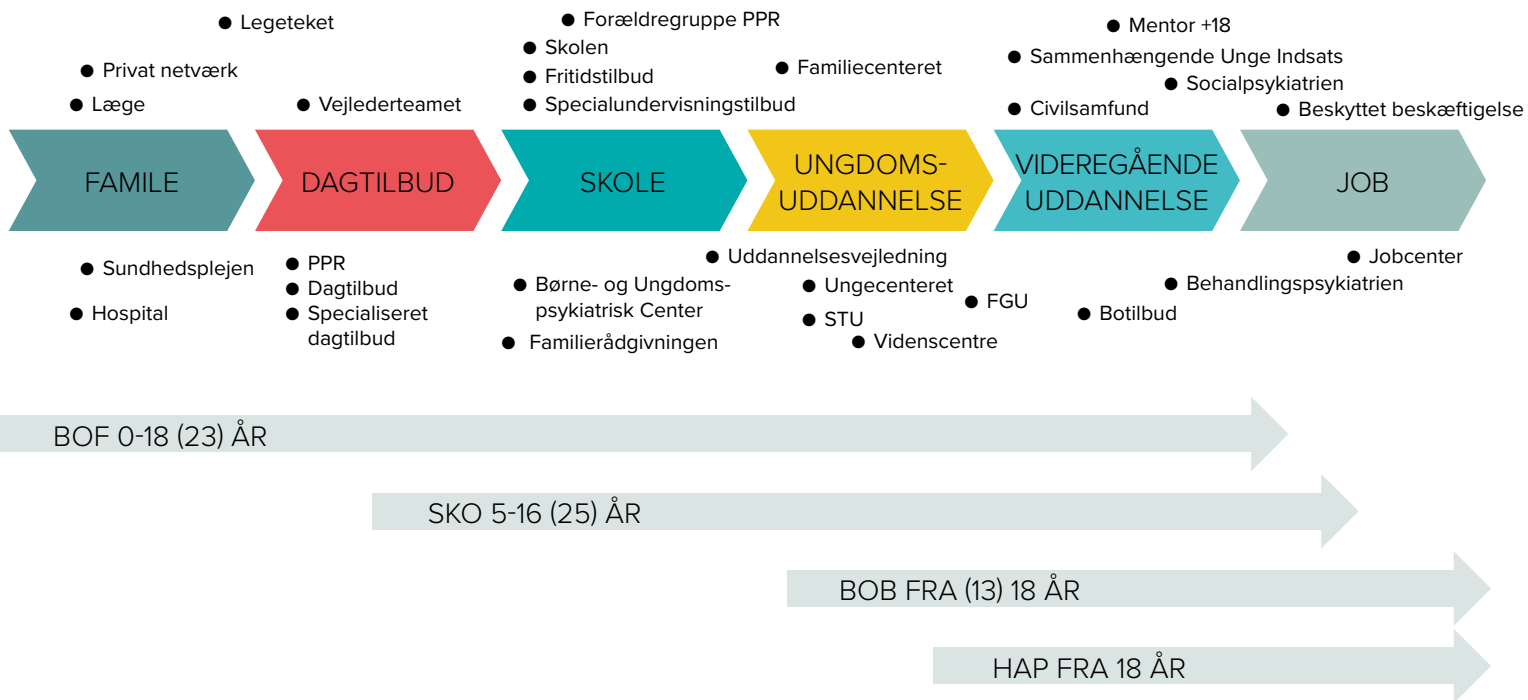 Legeteket
Forældregruppe PPR
Mentor +18
Skolen
Sammenhængende Unge Indsats
Privat netværk
Fritidstilbud
Familiecenteret
Socialpsykiatrien
Læge
Vejlederteamet
Specialundervisningstilbud
Civilsamfund
Beskyttet beskæftigelse
FAMILE
DAGTILBUD
SKOLE
UNGDOMS-
UDDANNELSE
VIDEREGÅENDE
UDDANNELSE
JOB
Sundhedsplejen
Hospital
PPR
Dagtilbud
Specialiseret
dagtilbud
Børne- og Ungdoms-
psykiatrisk Center
Familierådgivningen
Uddannelsesvejledning
Ungecenteret
STU
Videnscentre
FGU
Botilbud
Behandlingspsykiatrien
Jobcenter
BOF 0-18 (23) ÅR
SKO 5-16 (25) ÅR
BOB FRA (13) 18 ÅR
HAP FRA 18 ÅR